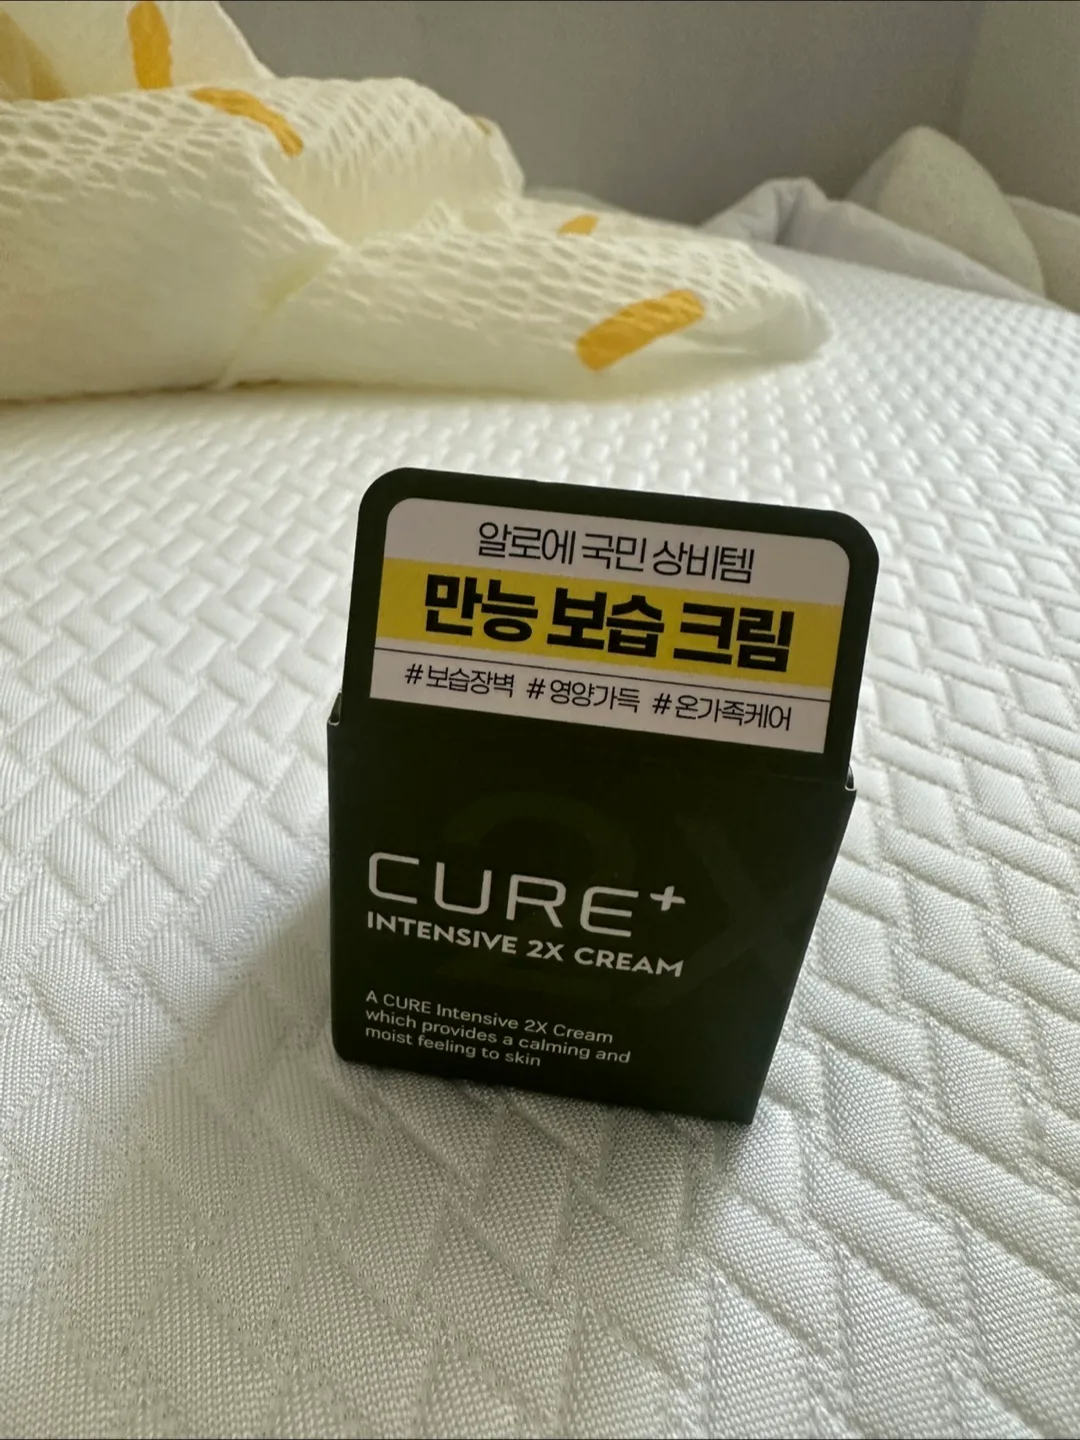 알로에 국민 상비템
만능 보습 크림
#보습장벽 #영양가득 #온가족케어
2X
CURE+
INTENSIVE 2X CREAM
A CURE Intensive 2X Cream
which provides a calming and
moist feeling to skin